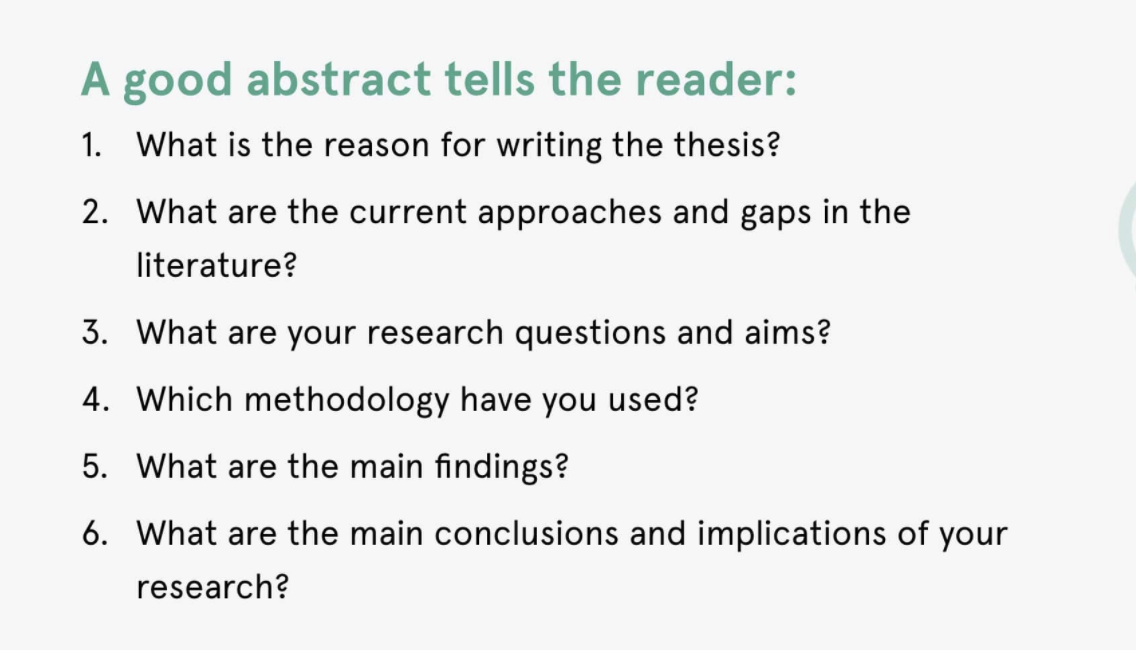 A good abstract tells the reader:
1. What is the reason for writing the thesis?
2. What are the current approaches and gaps in the
literature?
3. What are your research questions and aims?
4. Which methodology have you used?
5. What are the main findings?
6. What are the main conclusions and implications of your
research?